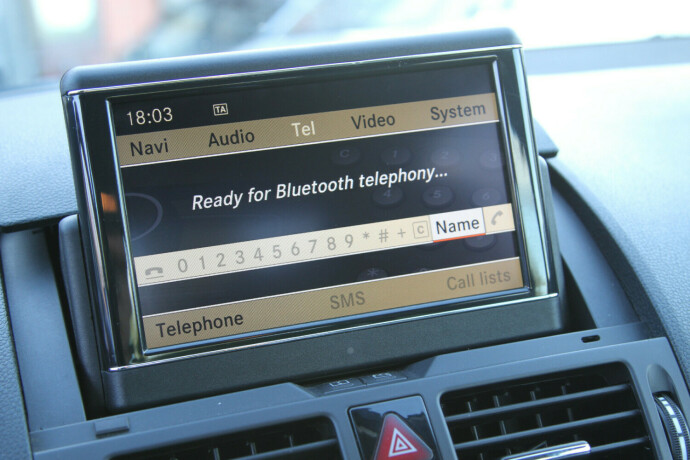 18:03 TA
Navi Audio Tel Video System
Ready for Bluetooth telephony...
0 1 2 3 4 5 6 7 8 9 * # + C Name
Telephone SMS Call lists